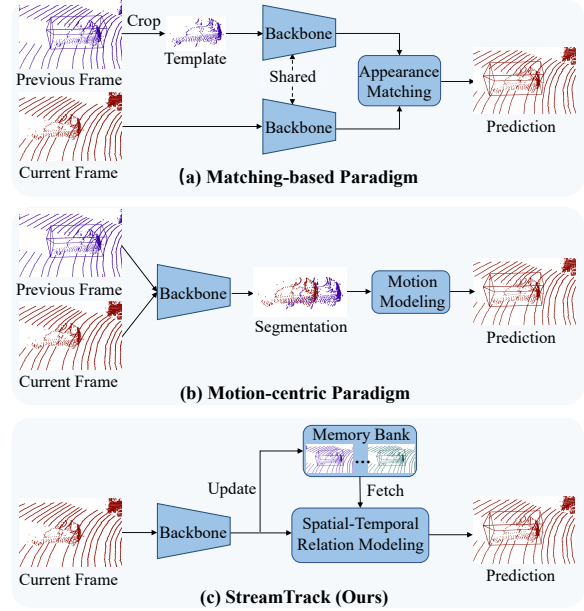 Crop
Previous Frame
Template
Backbone
Shared
Appearance
Matching
Backbone
Current Frame
Prediction
(a) Matching-based Paradigm
Previous Frame
Backbone
Segmentation
Motion
Modeling
Current Frame
Prediction
(b) Motion-centric Paradigm
Memory Bank
...
Update
Fetch
Backbone
Spatial-Temporal
Relation Modeling
Current Frame
Prediction
(c) StreamTrack (Ours)